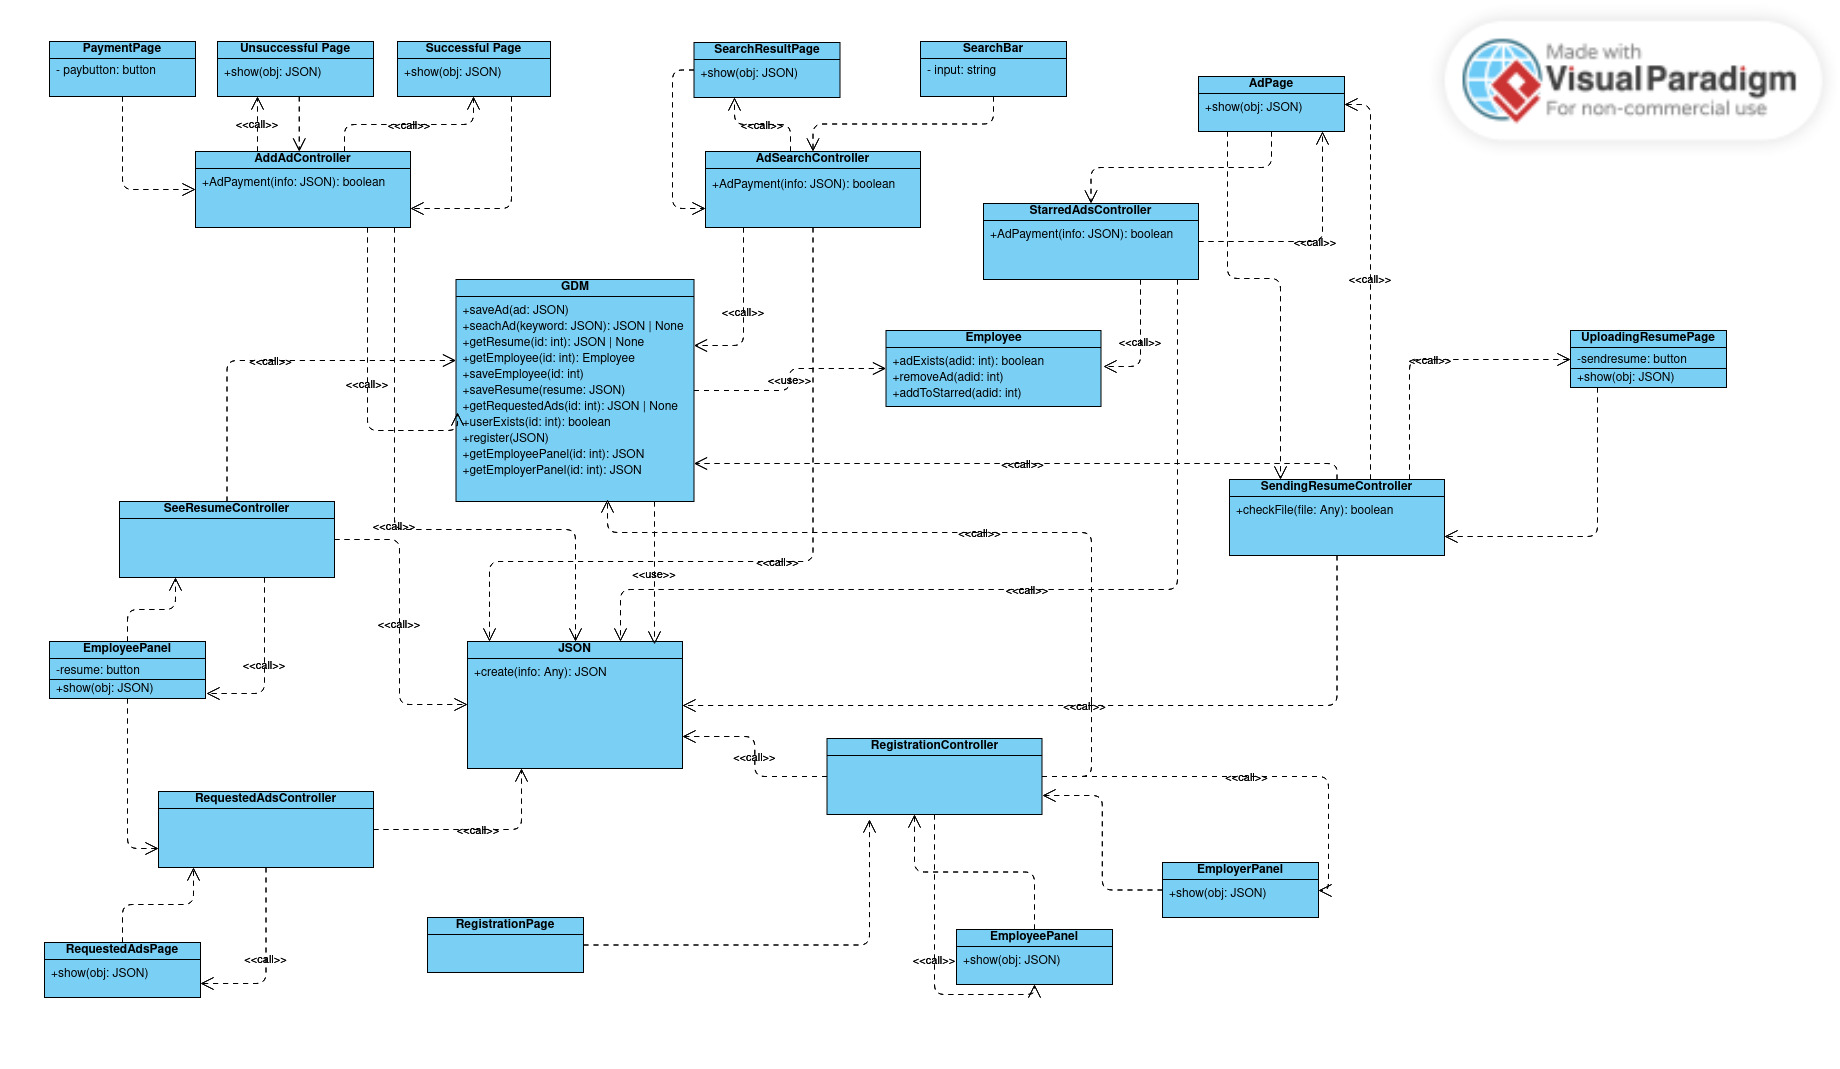 PaymentPage
- paybutton: button
Unsuccessful Page
+show(obj: JSON)
Successful Page
+show(obj: JSON)
SearchResultPage
+show(obj: JSON)
SearchBar
- input: string
AdPage
+show(obj: JSON)
Made with
Visual Paradigm
For non-commercial use
<<call>>
<<call>>
<<call>>
AddAdController
+AdPayment(info: JSON): boolean
AdSearchController
+AdPayment(info: JSON): boolean
StarredAdsController
+AdPayment(info: JSON): boolean
<<call>>
<<call>>
GDM
+saveAd(ad: JSON)
+seachAd(keyword: JSON): JSON | None
+getResume(id: int): JSON | None
+getEmployee(id: int): Employee
+saveEmployee(id: int)
+saveResume(resume: JSON)
+getRequestedAds(id: int): JSON | None
+userExists(id: int): boolean
+register(JSON)
+getEmployeePanel(id: int): JSON
+getEmployerPanel(id: int): JSON
<<call>>
Employee
+adExists(adid: int): boolean
+removeAd(adid: int)
+addToStarred(adid: int)
<<call>>
UploadingResumePage
-sendresume: button
+show(obj: JSON)
<<call>>
<<call>>
<<call>>
<<use>>
<<call>>
SeeResumeController
SendingResumeController
+checkFile(file: Any): boolean
<<call>>
<<call>>
<<call>>
<<use>>
<<call>>
<<call>>
EmployeePanel
-resume: button
+show(obj: JSON)
<<call>>
JSON
+create(info: Any): JSON
<<call>>
<<call>>
RegistrationController
<<call>>
RequestedAdsController
<<call>>
EmployerPanel
+show(obj: JSON)
RegistrationPage
EmployeePanel
+show(obj: JSON)
<<call>>
RequestedAdsPage
+show(obj: JSON)
<<call>>